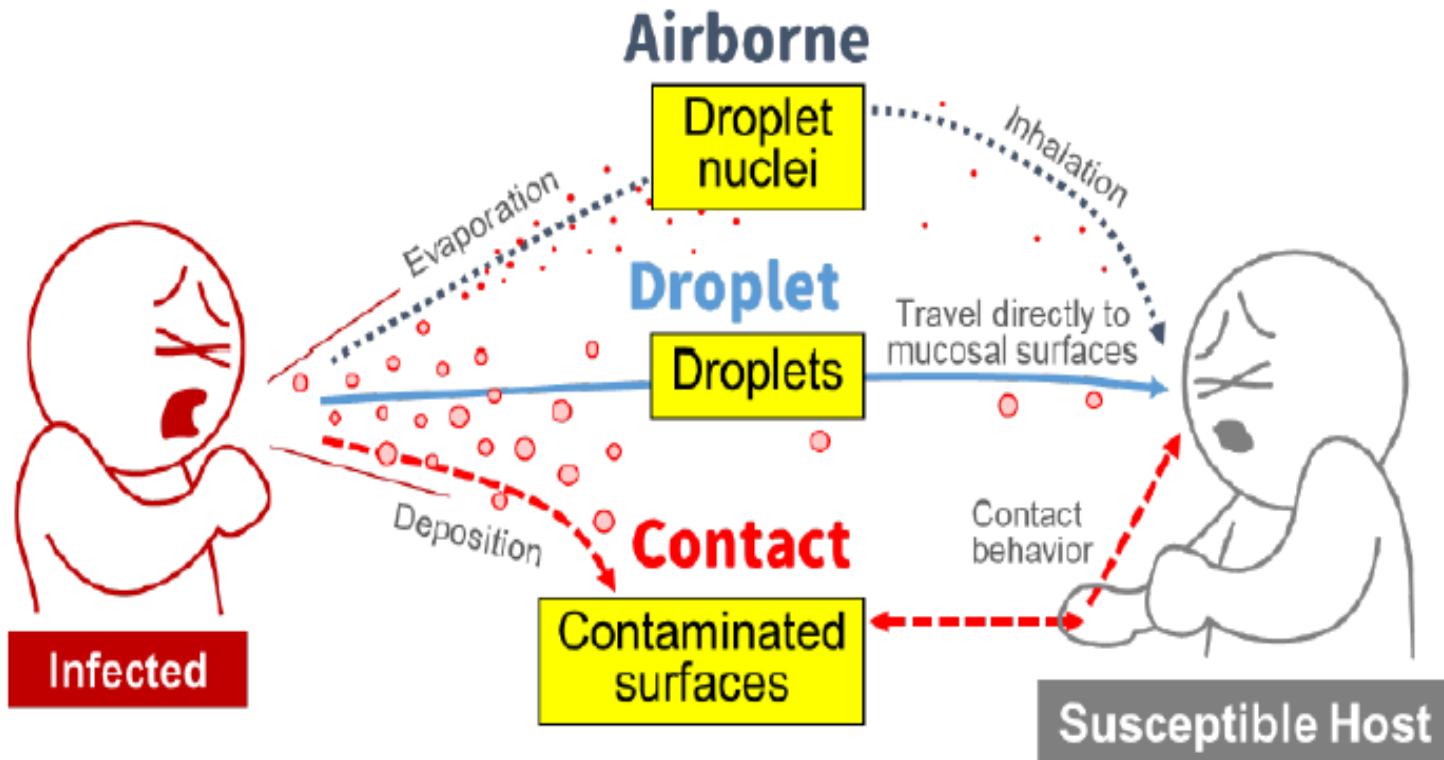 Airborne
Droplet
nuclei
Evaporation
Inhalation
Droplet
Droplets
Travel directly to
mucosal surfaces
Deposition
Contact
Contaminated
surfaces
Contact
behavior
Infected
Susceptible Host